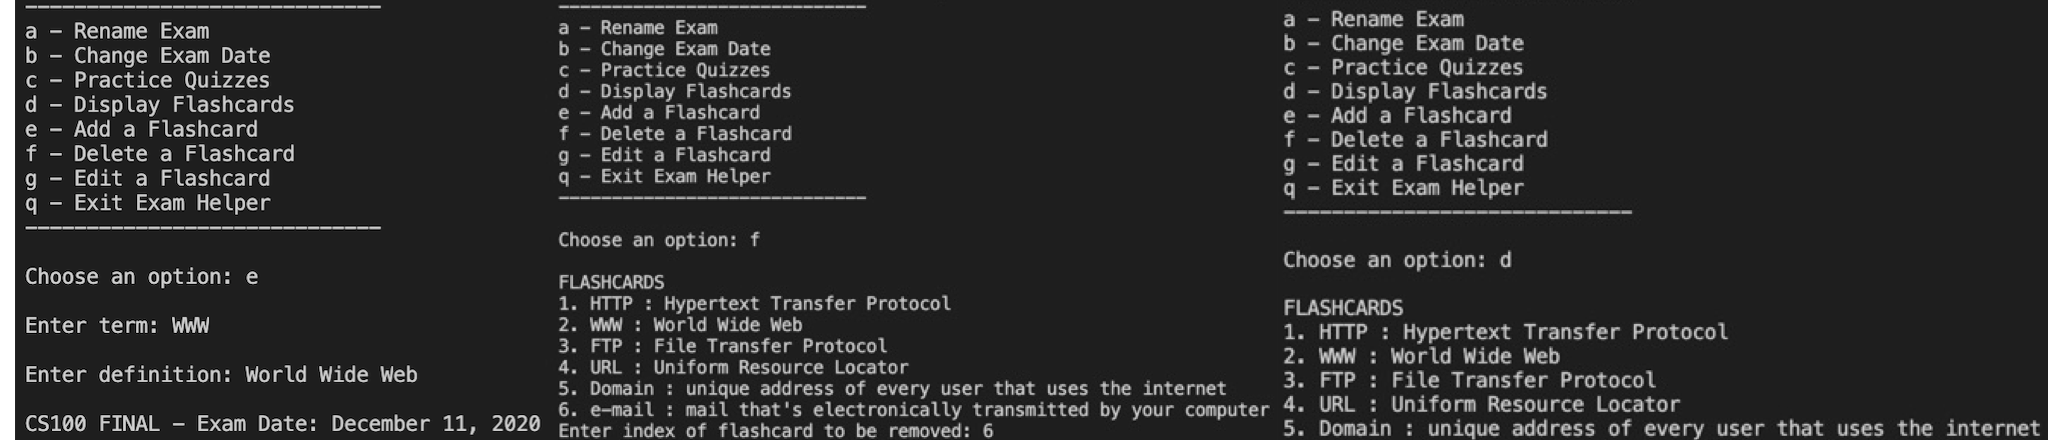 -----------------------------
a - Rename Exam
b - Change Exam Date
c - Practice Quizzes
d - Display Flashcards
e - Add a Flashcard
f - Delete a Flashcard
g - Edit a Flashcard
q - Exit Exam Helper
-----------------------------
Choose an option: e
Enter term: WWW
Enter definition: World Wide Web
CS100 FINAL - Exam Date: December 11, 2020
-----------------------------
a - Rename Exam
b - Change Exam Date
c - Practice Quizzes
d - Display Flashcards
e - Add a Flashcard
f - Delete a Flashcard
g - Edit a Flashcard
q - Exit Exam Helper
-----------------------------
Choose an option: f
FLASHCARDS
1. HTTP : Hypertext Transfer Protocol
2. WWW : World Wide Web
3. FTP : File Transfer Protocol
4. URL : Uniform Resource Locator
5. Domain : unique address of every user that uses the internet
6. e-mail : mail that's electronically transmitted by your computer
Enter index of flashcard to be removed: 6
a - Rename Exam
b - Change Exam Date
c - Practice Quizzes
d - Display Flashcards
e - Add a Flashcard
f - Delete a Flashcard
g - Edit a Flashcard
q - Exit Exam Helper
-----------------------------
Choose an option: d
FLASHCARDS
1. HTTP : Hypertext Transfer Protocol
2. WWW : World Wide Web
3. FTP : File Transfer Protocol
4. URL : Uniform Resource Locator
5. Domain : unique address of every user that uses the internet